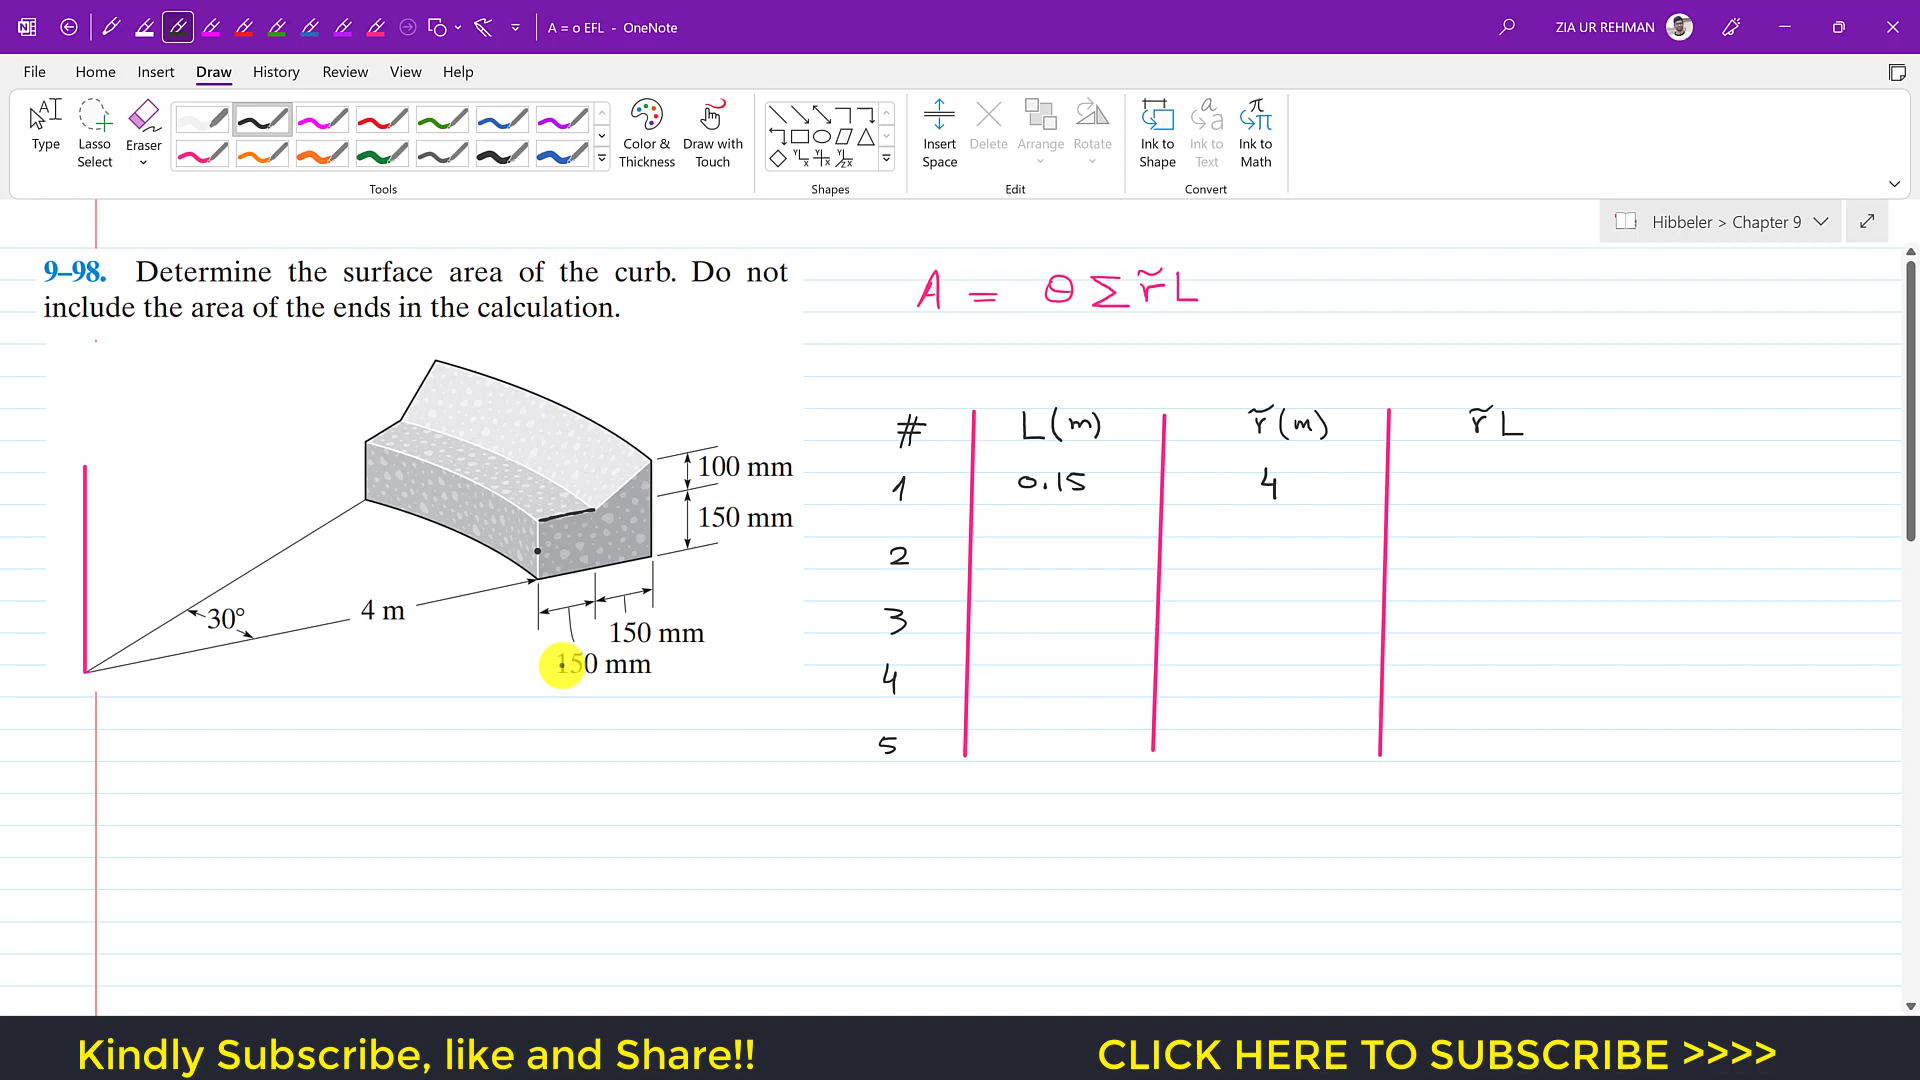 A = o EFL - OneNote
ZIA UR REHMAN
File Home Insert Draw History Review View Help
Type
Lasso Select
Eraser
Color & Thickness
Draw with Touch
Insert Space
Delete
Arrange
Rotate
Ink to Shape
Ink to Text
Ink to Math
Tools
Shapes
Edit
Convert
Hibbeler > Chapter 9
9–98. Determine the surface area of the curb. Do not
include the area of the ends in the calculation.
A = θ Σ r̃ L
100 mm
150 mm
30°
4 m
150 mm
150 mm
# L(m) r̃(m) r̃ L
1 0.15 4
2
3
4
5
Kindly Subscribe, like and Share!!
CLICK HERE TO SUBSCRIBE >>>>